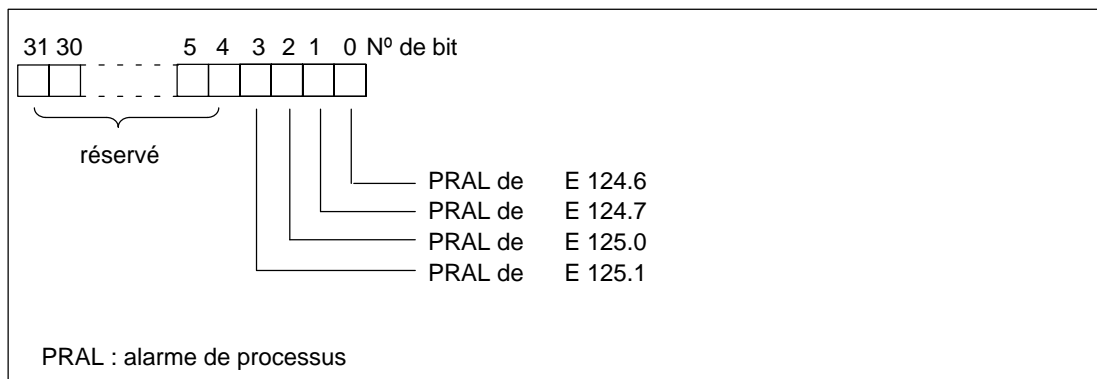 31 30 5 4 3 2 1 0 Nº de bit
réservé
PRAL de E 124.6
PRAL de E 124.7
PRAL de E 125.0
PRAL de E 125.1
PRAL : alarme de processus